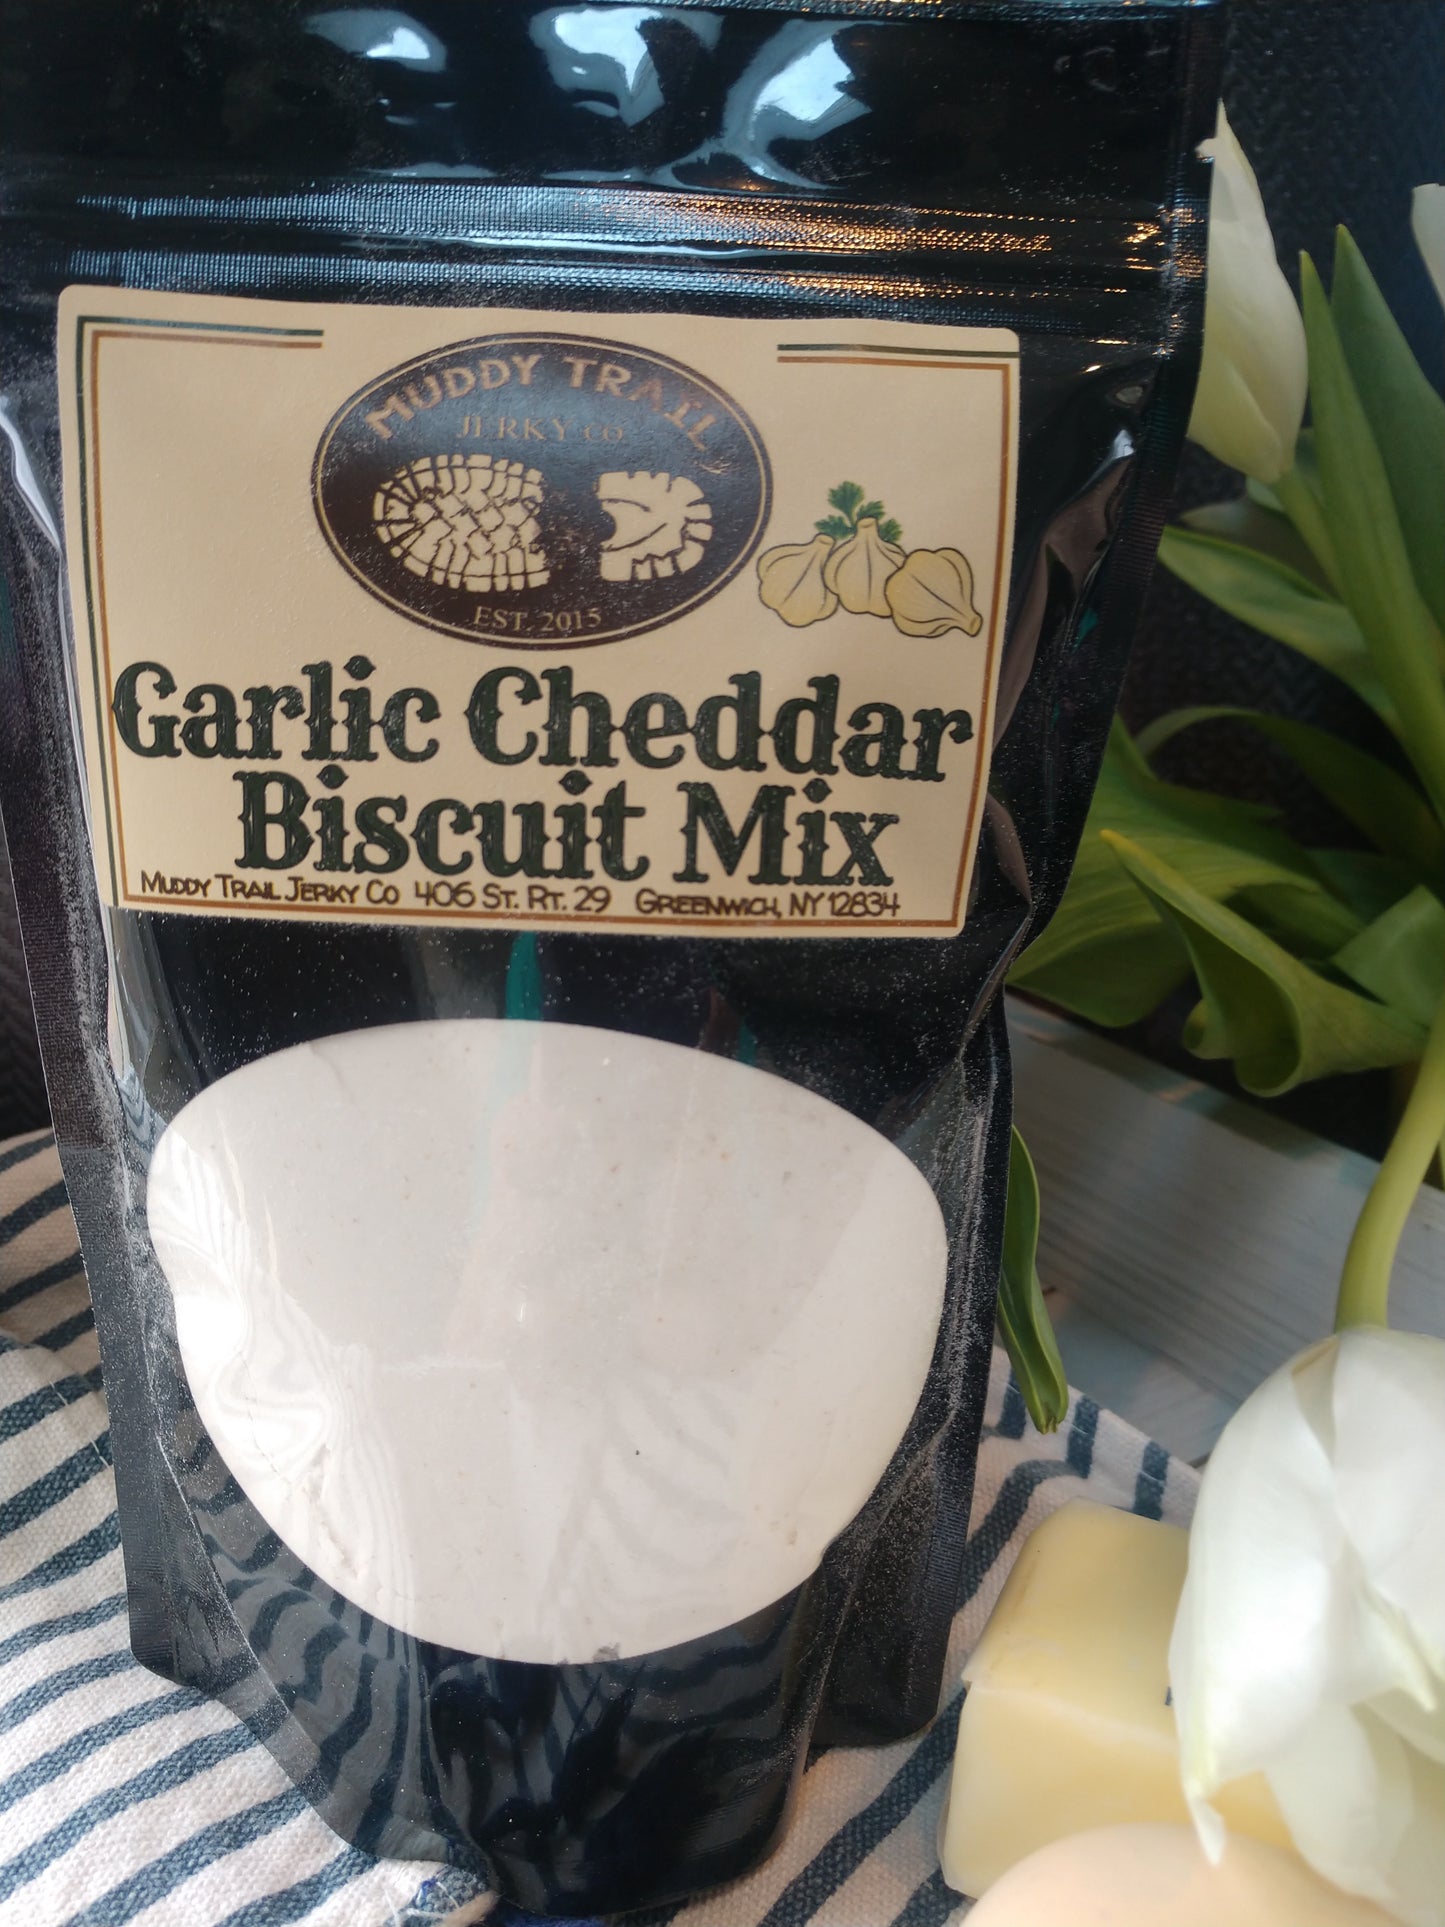 MUDDY TRAIL
JERKY CO.
EST. 2015
Garlic Cheddar
Biscuit Mix
MUDDY TRAIL JERKY CO 406 ST. RT. 29 GREENWICH, NY 12834